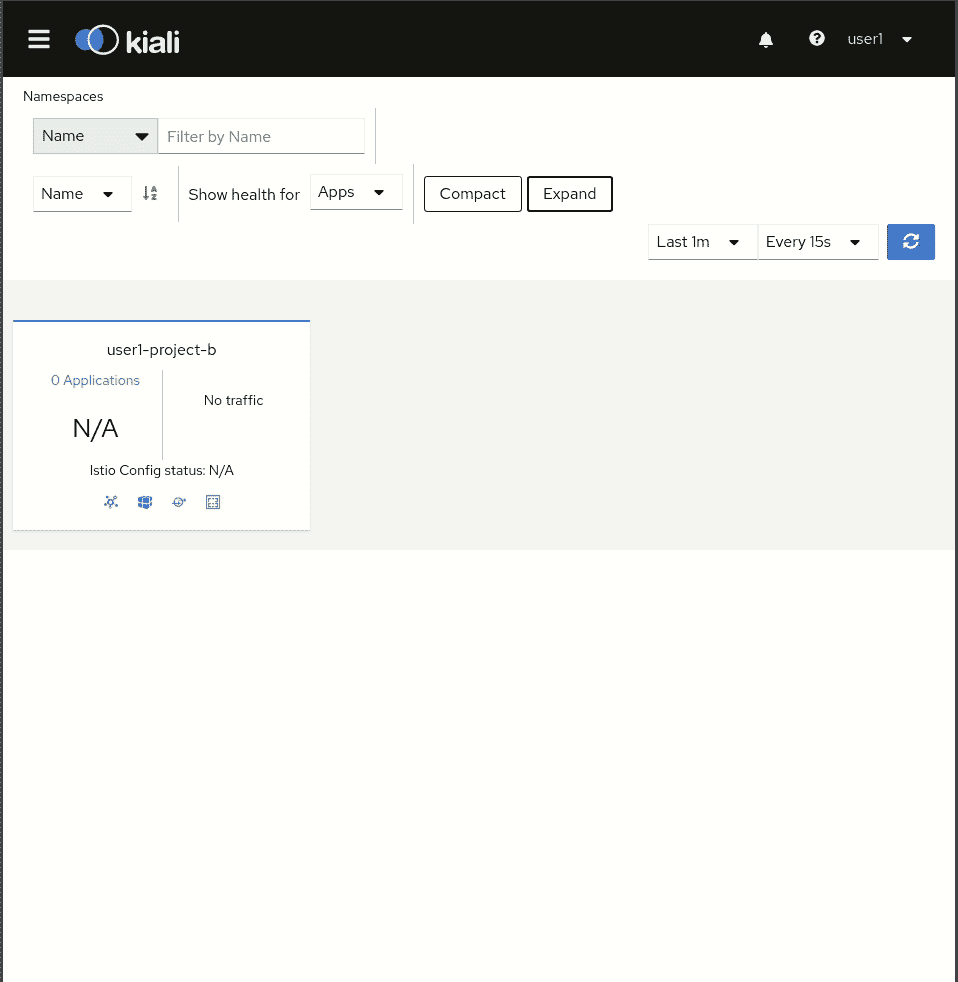 kiali
user1
Namespaces
Name
Filter by Name
Name
Show health for
Apps
Compact
Expand
Last 1m
Every 15s
user1-project-b
0 Applications
No traffic
N/A
Istio Config status: N/A